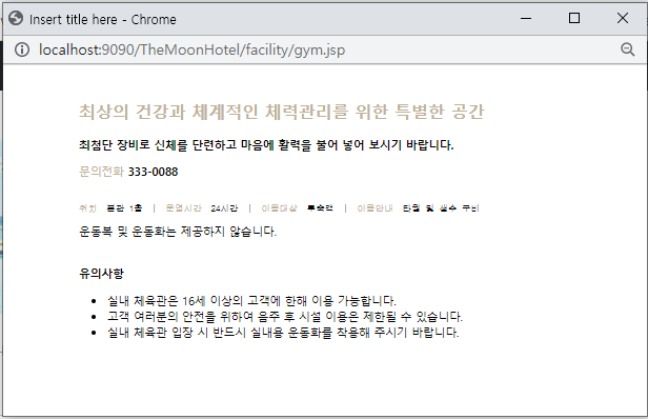 Insert title here - Chrome
localhost:9090/TheMoonHotel/facility/gym.jsp
최상의 건강과 체계적인 체력관리를 위한 특별한 공간
최첨단 장비로 신체를 단련하고 마음에 활력을 불어 넣어 보시기 바랍니다.
문의전화 333-0088
위치 본관 1층 | 운영시간 24시간 | 이용대상 투숙객 | 이용안내 타월 및 생수 구비
운동복 및 운동화는 제공하지 않습니다.
유의사항
• 실내 체육관은 16세 이상의 고객에 한해 이용 가능합니다.
• 고객 여러분의 안전을 위하여 음주 후 시설 이용은 제한될 수 있습니다.
• 실내 체육관 입장 시 반드시 실내용 운동화를 착용해 주시기 바랍니다.